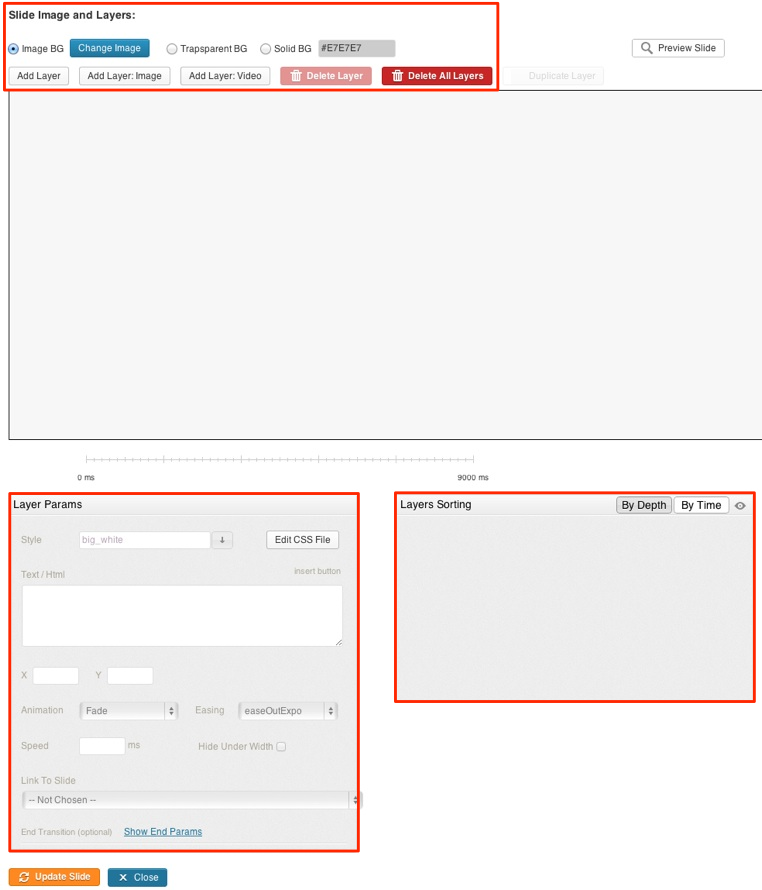 Slide Image and Layers:
Image BG Change Image Trapsparent BG Solid BG #E7E7E7 Preview Slide
Add Layer Add Layer: Image Add Layer: Video Delete Layer Delete All Layers Duplicate Layer
0 ms 9000 ms
Layer Params
Style big_white Edit CSS File
Text / Html insert button
X Y
Animation Fade Easing easeOutExpo
Speed ms Hide Under Width
Link To Slide
-- Not Chosen --
End Transition (optional) Show End Params
Layers Sorting By Depth By Time
Update Slide Close